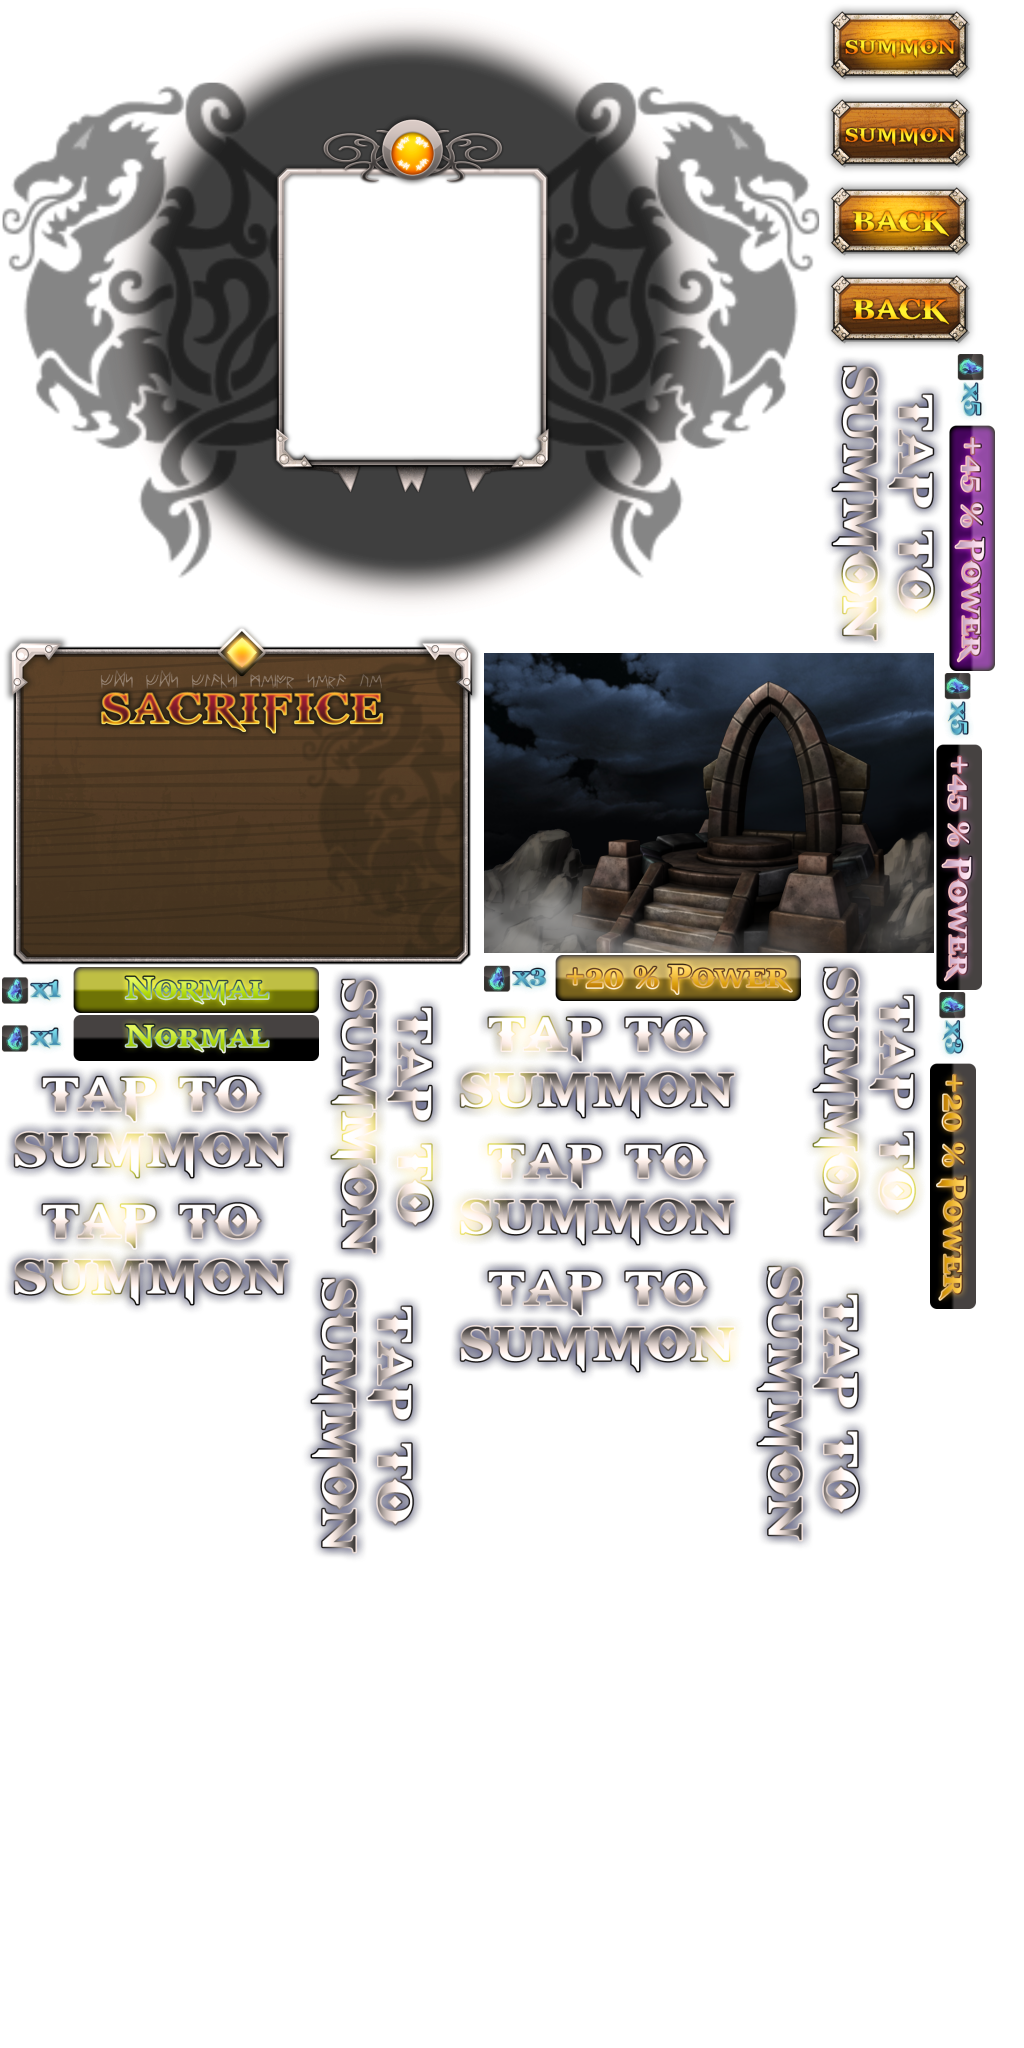 SUMMON
SUMMON
BACK
BACK
TAP TO
SUMMON
x5
+45 % POWER
SACRIFICE
x5
+45 % POWER
x1
NORMAL
x1
NORMAL
x3
+20 % POWER
x3
+20 % POWER
TAP TO
SUMMON
TAP TO
SUMMON
TAP TO
SUMMON
TAP TO
SUMMON
TAP TO
SUMMON
TAP TO
SUMMON
TAP TO
SUMMON
TAP TO
SUMMON
TAP TO
SUMMON